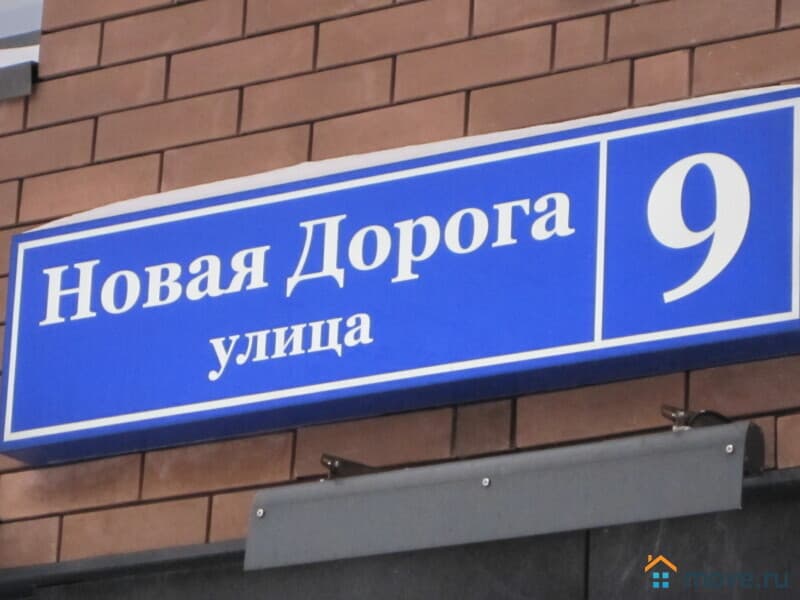 Новая Дорога
улица
9
move.ru